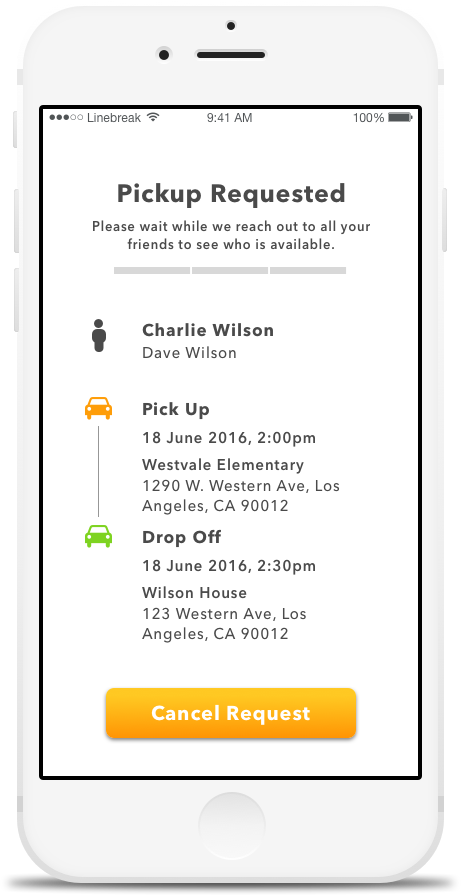 Linebreak 9:41 AM 100%
Pickup Requested
Please wait while we reach out to all your
friends to see who is available.
Charlie Wilson
Dave Wilson
Pick Up
18 June 2016, 2:00pm
Westvale Elementary
1290 W. Western Ave, Los
Angeles, CA 90012
Drop Off
18 June 2016, 2:30pm
Wilson House
123 Western Ave, Los
Angeles, CA 90012
Cancel Request